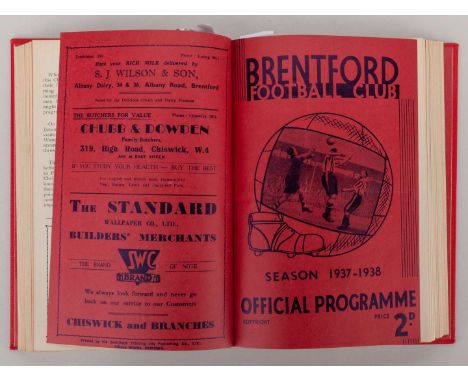 Have your RICH MILK delivered by
S. J. WILSON & SON,
Albany Dairy, 34 & 36, Albany Road, Brentford
THE BUTCHERS FOR VALUE
CHUBB & DOWDEN
Family Butchers,
319, High Road, Chiswick, W.4
IF YOU STUDY YOUR HEALTH — BUY THE BEST
THE STANDARD
WALLPAPER CO., LTD.,
BUILDERS' MERCHANTS
THE BRAND OF NOTE
SWC
BRAND
We always look forward and never go
back on our service to our Customers
CHISWICK and BRANCHES
BRENTFORD
FOOTBALL CLUB
SEASON 1937-1938
OFFICIAL PROGRAMME
COPYRIGHT
PRICE 2D.